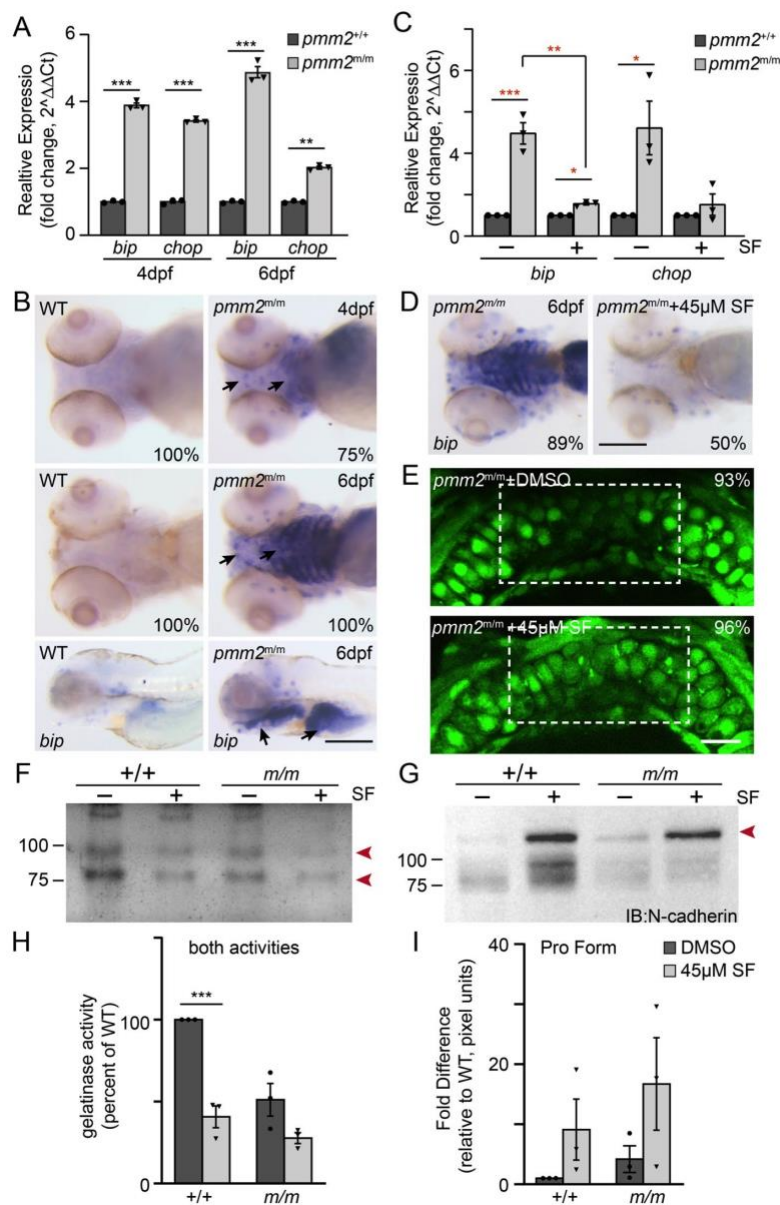 A
pmm2+/+
pmm2m/m
Realtive Expressio
(fold change, 2^ΔΔCt)
8
6
4
2
0
***
***
***
**
bip
chop
bip
chop
4dpf
6dpf
C
pmm2+/+
pmm2m/m
Realtive Expressio
(fold change, 2^ΔΔCt)
8
6
4
2
0
***
**
*
*
− + − + SF
bip
chop
B
WT
100%
pmm2m/m 4dpf
75%
WT
100%
pmm2m/m 6dpf
100%
WT
bip
pmm2m/m 6dpf
bip
D
pmm2m/m 6dpf
bip 89%
pmm2m/m+45µM SF
50%
E
pmm2m/m+DMSO 93%
pmm2m/m+45µM SF 96%
F
+/+ m/m
− + − + SF
100
75
G
+/+ m/m
− + − + SF
100
75
IB:N-cadherin
H
both activities
gelatinase activity
(percent of WT)
100
0
***
+/+ m/m
I
Pro Form
DMSO
45µM SF
Fold Difference
(relative to WT, pixel units)
40
20
0
+/+ m/m